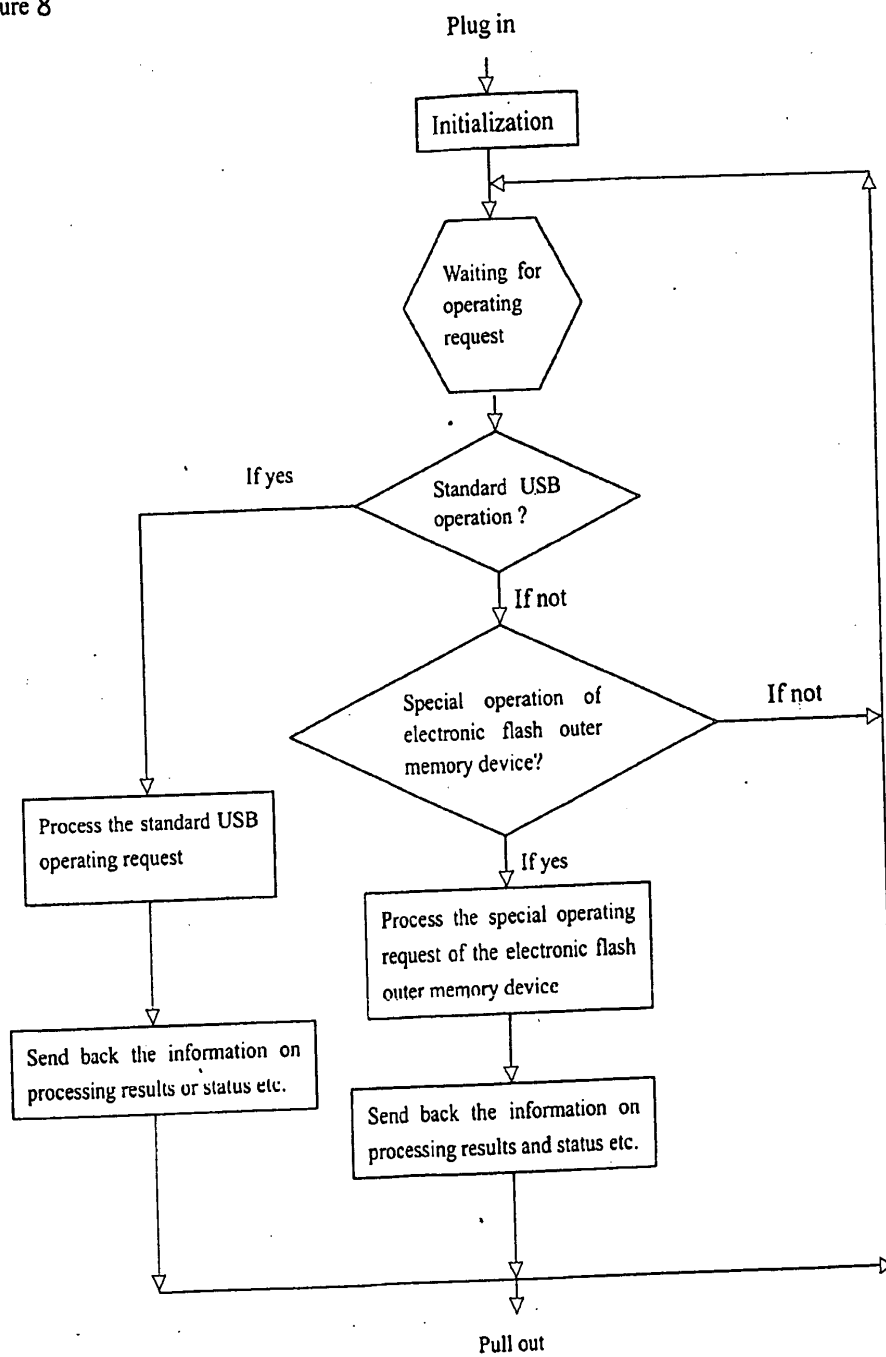 ure 8
Plug in
Initialization
Waiting for
operating
request
Standard USB
operation ?
If yes
If not
Special operation of
electronic flash outer
memory device?
If not
If yes
Process the standard USB
operating request
Process the special operating
request of the electronic flash
outer memory device
Send back the information on
processing results or status etc.
Send back the information on
processing results and status etc.
Pull out